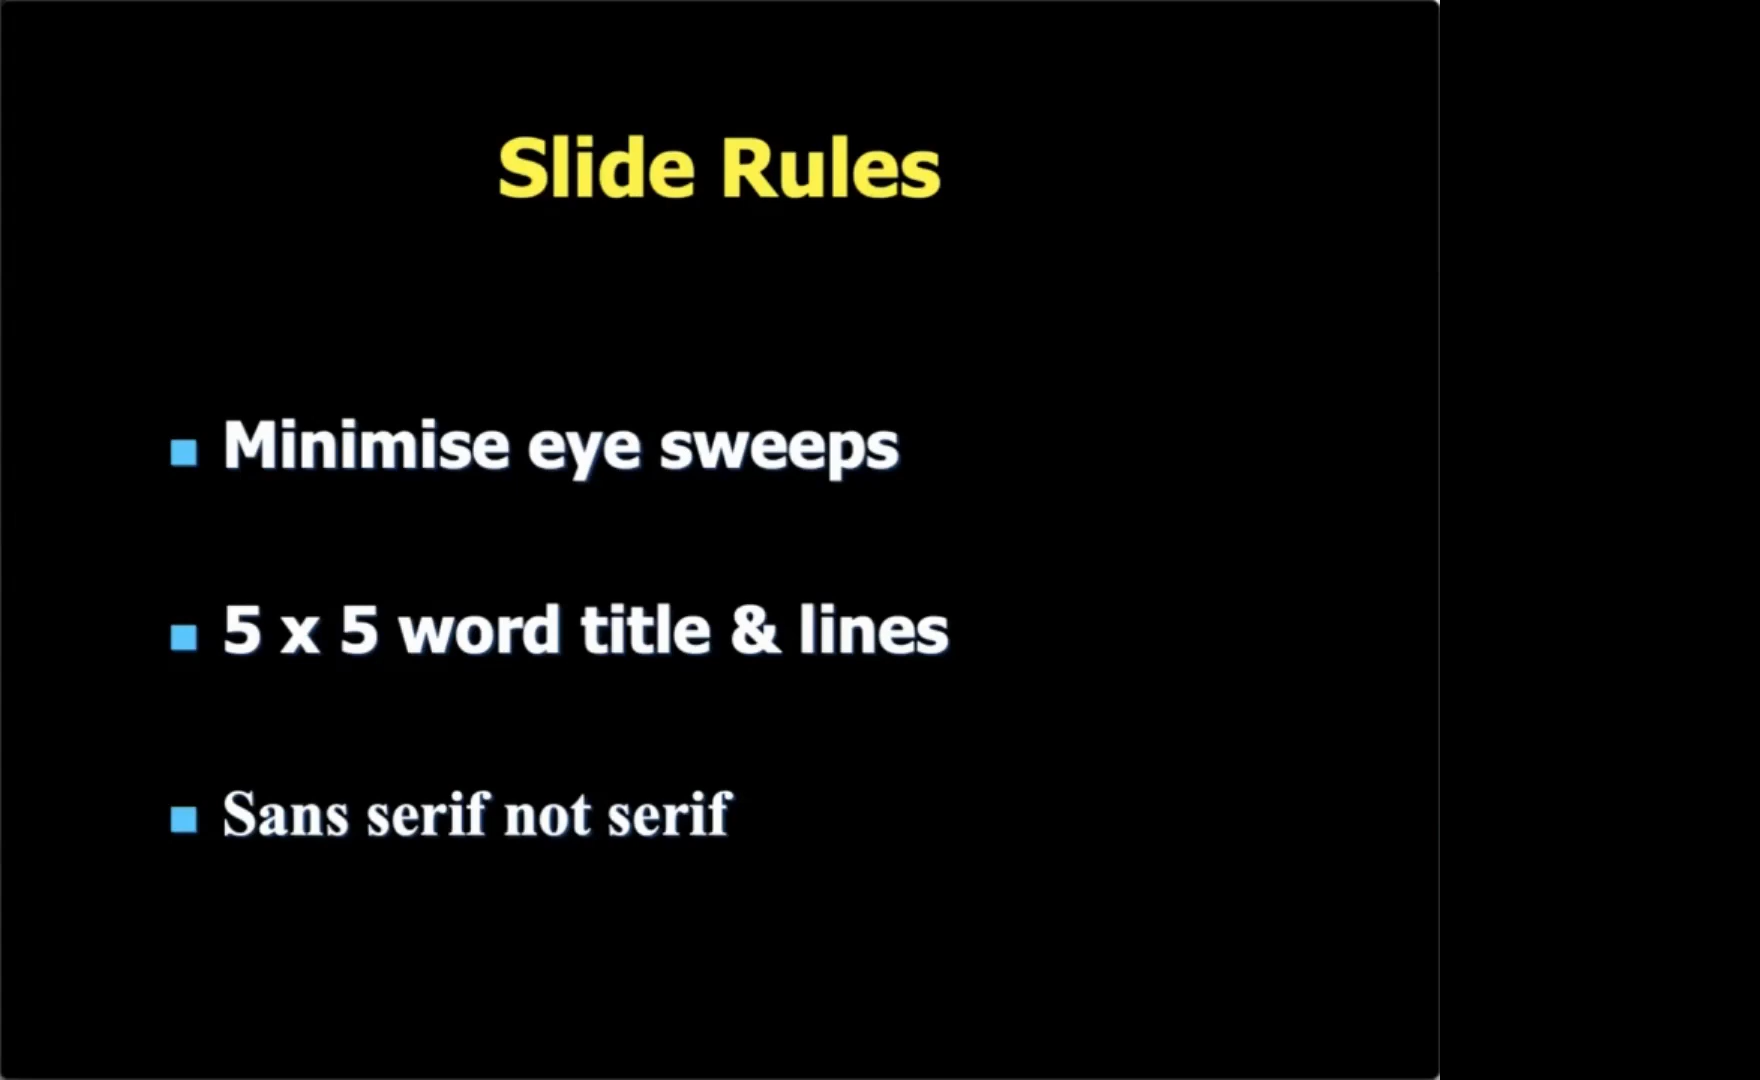 Slide Rules
Minimise eye sweeps
5 x 5 word title & lines
Sans serif not serif